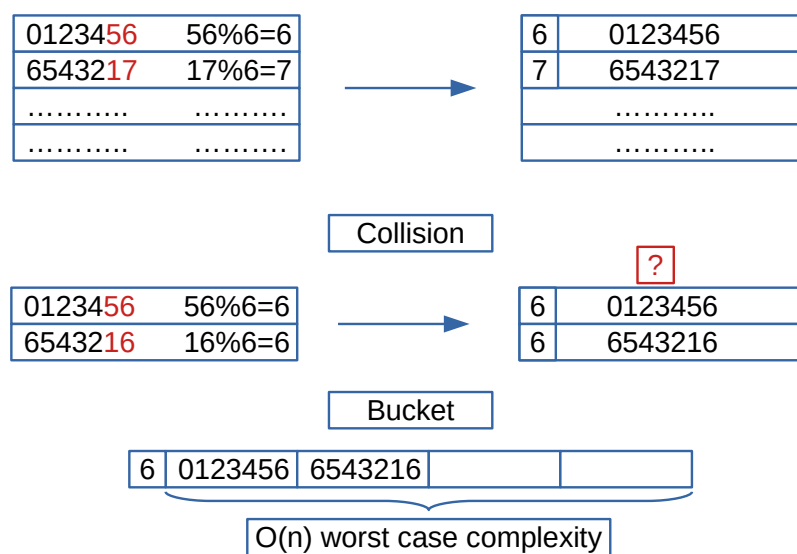 0123456 56%6=6 6 0123456
6543217 17%6=7 7 6543217
……….. ………. ………..
……….. ………. ………..
Collision
?
0123456 56%6=6 6 0123456
6543216 16%6=6 6 6543216
Bucket
6 0123456 6543216
O(n) worst case complexity